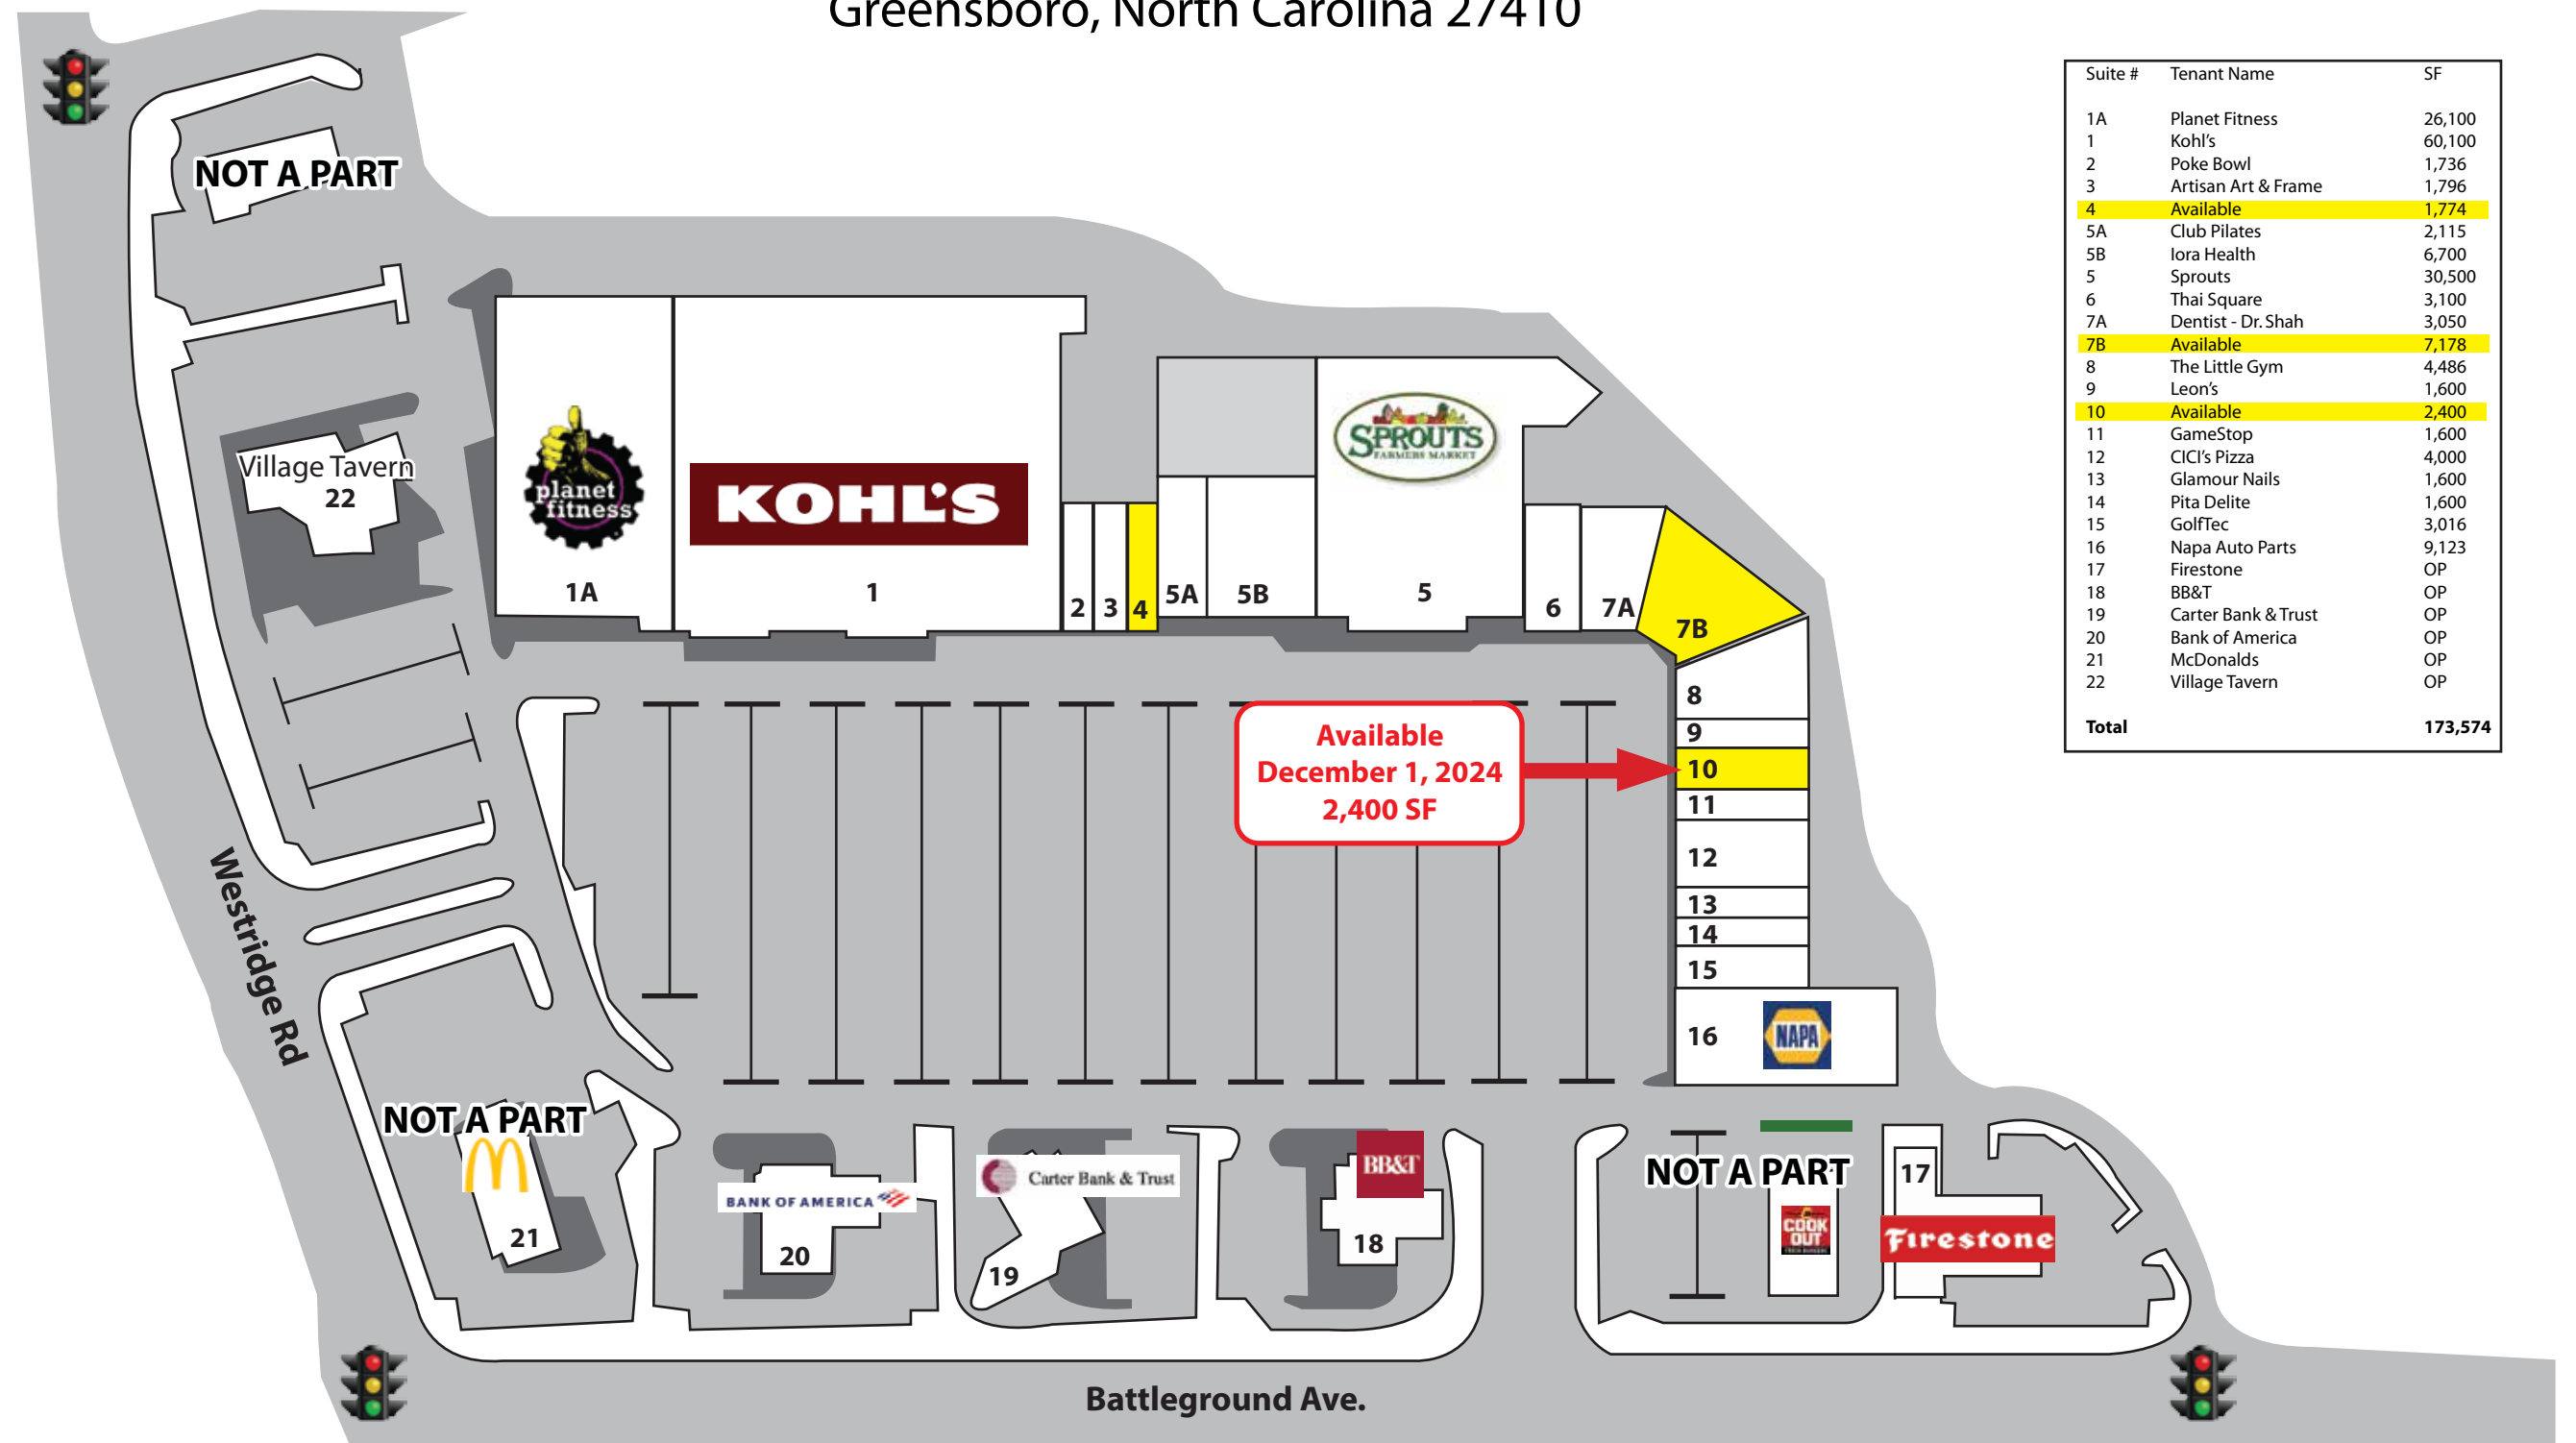 Greensboro, North Carolina 27410
Suite # Tenant Name SF
1A Planet Fitness 26,100
1 Kohl's 60,100
2 Poke Bowl 1,736
3 Artisan Art & Frame 1,796
4 Available 1,774
5A Club Pilates 2,115
5B Iora Health 6,700
5 Sprouts 30,500
6 Thai Square 3,100
7A Dentist - Dr. Shah 3,050
7B Available 7,178
8 The Little Gym 4,486
9 Leon's 1,600
10 Available 2,400
11 GameStop 1,600
12 CICI's Pizza 4,000
13 Glamour Nails 1,600
14 Pita Delite 1,600
15 GolfTec 3,016
16 Napa Auto Parts 9,123
17 Firestone OP
18 BB&T OP
19 Carter Bank & Trust OP
20 Bank of America OP
21 McDonalds OP
22 Village Tavern OP
Total 173,574
NOT A PART
Village Tavern
22
planet
fitness
1A
KOHL'S
1
2
3
4
5A
5B
SPROUTS
FARMERS MARKET
5
6
7A
7B
8
9
10
11
12
13
14
15
16
NAPA
Available
December 1, 2024
2,400 SF
Westridge Rd
NOT A PART
21
BANK OF AMERICA
20
Carter Bank & Trust
19
BB&T
18
NOT A PART
COOK
OUT
17
Firestone
Battleground Ave.